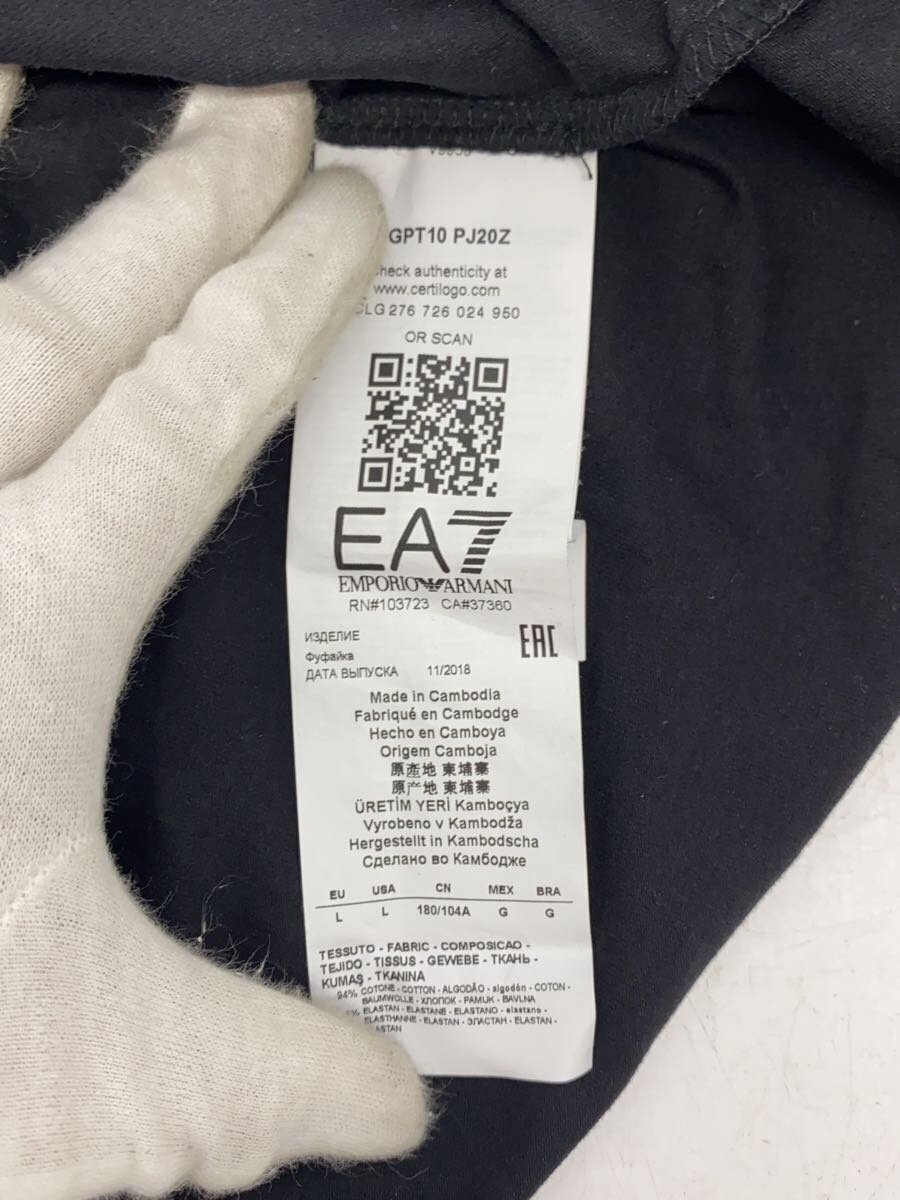 GPT10 PJ20Z
check authenticity at
www.certilogo.com
CLG 276 726 024 950
OR SCAN
EA7
EMPORIO ARMANI
RN#103723 CA#37360
ИЗДЕЛИЕ
Фуфайка
ДАТА ВЫПУСКА 11/2018
EAC
Made in Cambodia
Fabriqué en Cambodge
Hecho en Camboya
Origem Camboja
原產地 柬埔寨
原产地 柬埔寨
ÜRETİM YERİ Kamboçya
Vyrobeno v Kambodža
Hergestellt in Kambodscha
Сделано во Камбодже
EU USA CN MEX BRA
L L 180/104A G G
TESSUTO - FABRIC - COMPOSICAO -
TEJIDO - TISSUS - GEWEBE - ТКАНЬ -
KUMAŞ - TKANINA
94% COTONE - COTTON - ALGODÃO - algodón - COTON -
BAUMWOLLE - ХЛОПОК - PAMUK - BAVLNA
% ELASTAN - ELASTANE - ELASTANO - elastano -
ELASTHANNE - ELASTAN - ЭЛАСТАН - ELASTAN -